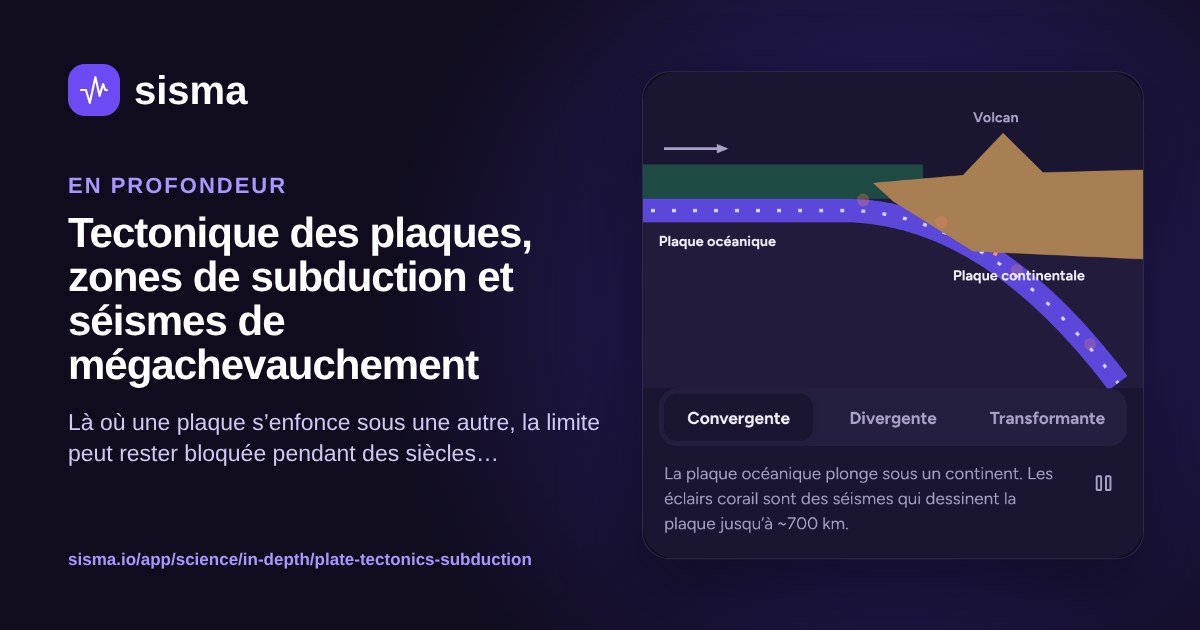 sisma
EN PROFONDEUR
Tectonique des plaques,
zones de subduction et
séismes de
mégachevauchement
Là où une plaque s’enfonce sous une autre, la limite
peut rester bloquée pendant des siècles…
sisma.io/app/science/in-depth/plate-tectonics-subduction
Volcan
Plaque océanique
Plaque continentale
Convergente
Divergente
Transformante
La plaque océanique plonge sous un continent. Les
éclairs corail sont des séismes qui dessinent la
plaque jusqu’à ~700 km.